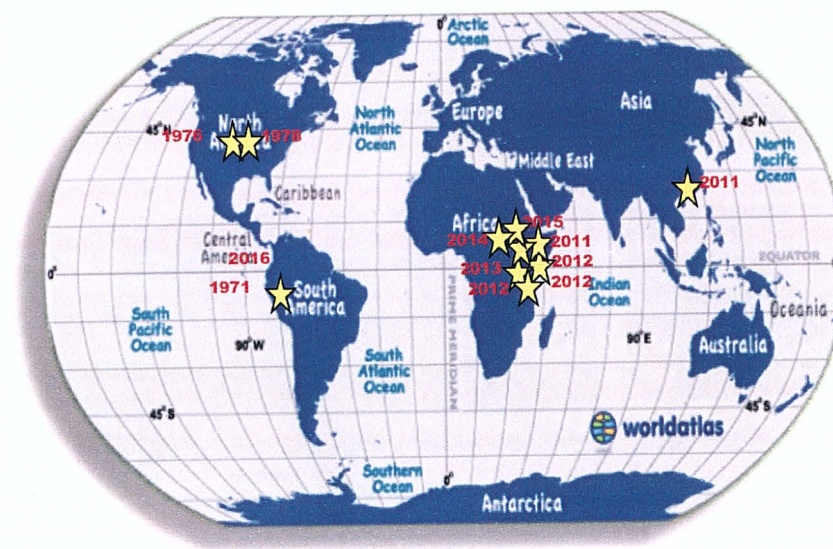 0°
Arctic
Ocean
45°N
1976
North
1978
North
Atlantic
Ocean
Europe
Asia
45°N
North
Pacific
Ocean
Middle East
2011
Caribbean
Africa
2015
2014
2011
Central
2016
2013
2012
EQUATOR
0°
1971
South
America
2012
2012
Indian
Ocean
Oceania
South
Pacific
Ocean
90°W
PRIME MERIDIAN
90°E
Australia
South
Atlantic
Ocean
45°S
45°S
worldatlas
Southern
Ocean
0°
Antarctica